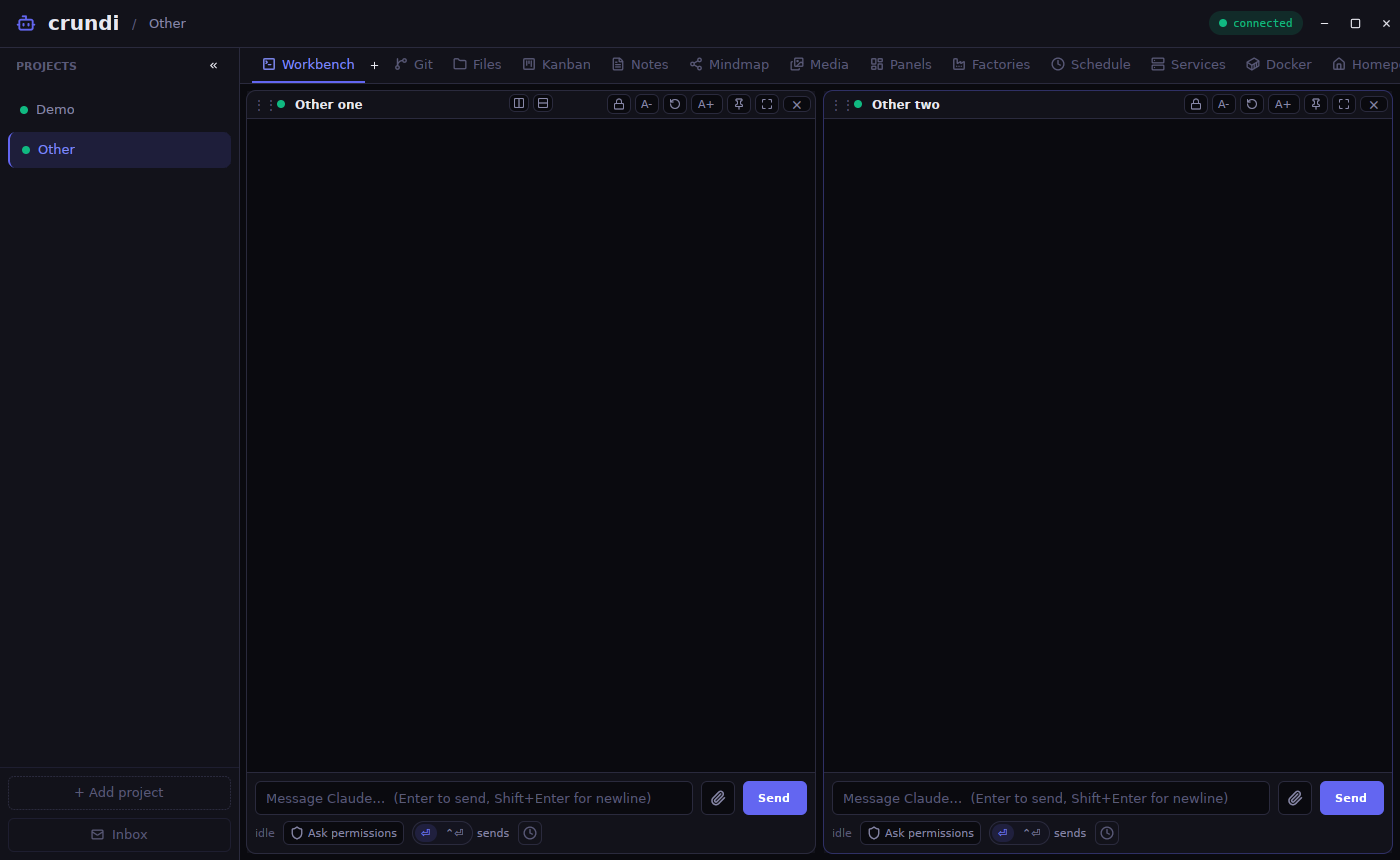 crundi / Other
connected
PROJECTS «
Workbench + Git Files Kanban Notes Mindmap Media Panels Factories Schedule Services Docker Homep
Demo
Other
Other one A- A+
Other two A- A+
Message Claude... (Enter to send, Shift+Enter for newline) Send
Message Claude... (Enter to send, Shift+Enter for newline) Send
idle Ask permissions ⏎ ⌃⏎ sends
idle Ask permissions ⏎ ⌃⏎ sends
+ Add project
Inbox